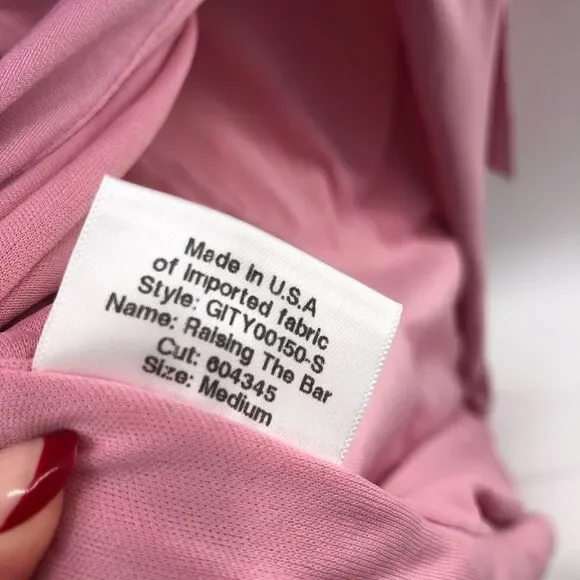 Made in U.S.A
of Imported fabric
Style: GITY00150-S
Name: Raising The Bar
Cut: 604345
Size: Medium